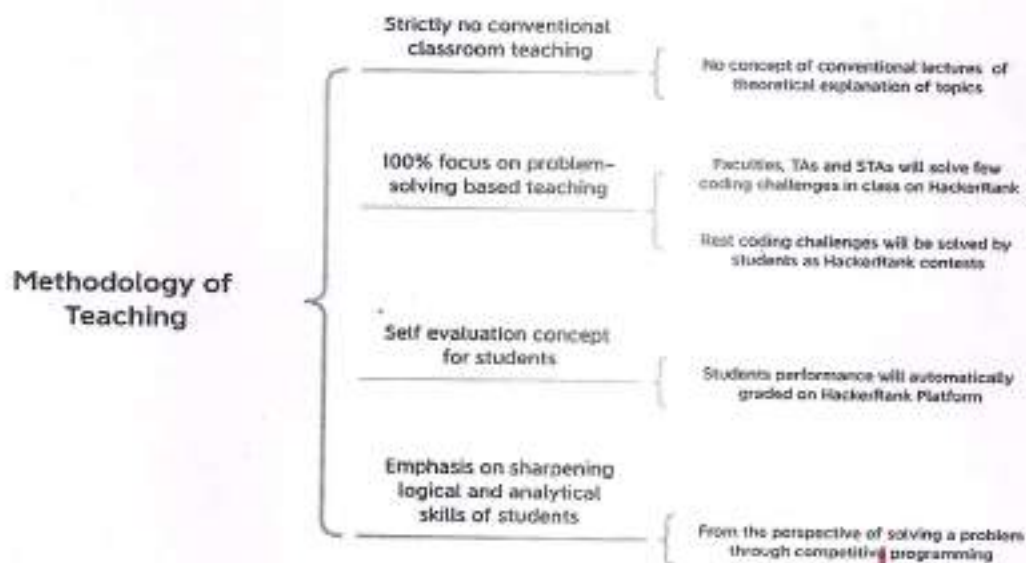 Strictly no conventional
classroom teaching
No concept of conventional lectures of
theoretical explanation of topics
100% focus on problem-
solving based teaching
Faculties, TAs and STAs will solve few
coding challenges in class on HackerRank
Rest coding challenges will be solved by
students as HackerRank contests
Methodology of
Teaching
Self evaluation concept
for students
Students performance will automatically
graded on HackerRank Platform
Emphasis on sharpening
logical and analytical
skills of students
From the perspective of solving a problem
through competitive programming